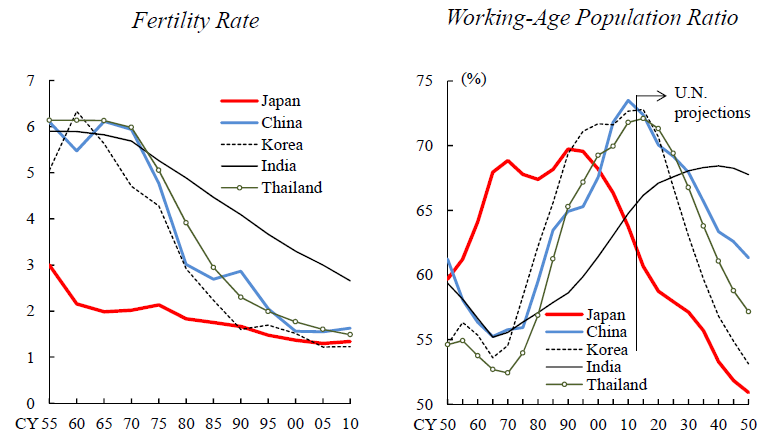 Fertility Rate
7
6
5
4
3
2
1
0
Japan
China
Korea
India
Thailand
CY 55 60 65 70 75 80 85 90 95 00 05 10
Working-Age Population Ratio
(%)
75
70
65
60
55
50
U.N.
projections
Japan
China
Korea
India
Thailand
CY 50 60 70 80 90 00 10 20 30 40 50